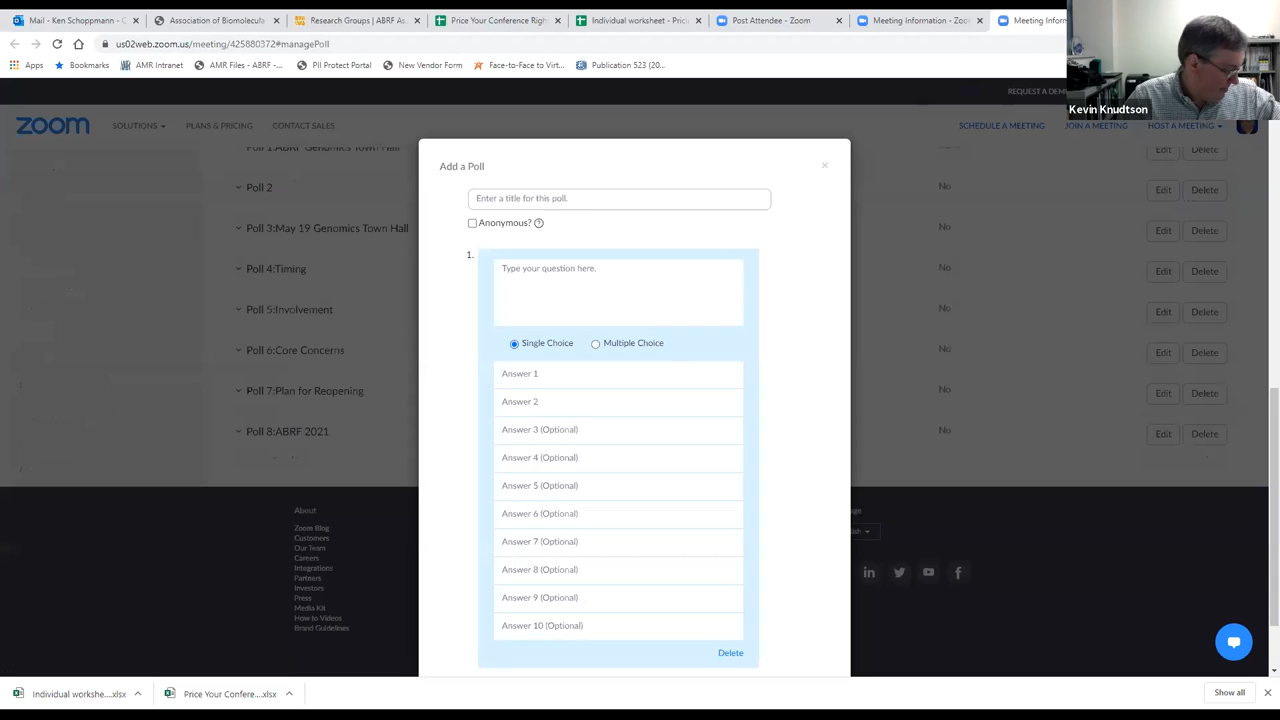 Mail - Ken Schoppmann - O
Association of Biomolecula
Research Groups | ABRF As
Price Your Conference Righ
Individual worksheet - Prici
Post Attendee - Zoom
Meeting Information - Zoo
Meeting Inform
us02web.zoom.us/meeting/425880372#managePoll
Apps
Bookmarks
AMR Intranet
AMR Files - ABRF -...
PII Protect Portal
New Vendor Form
Face-to-Face to Virt...
Publication 523 (20...
REQUEST A DEM
Kevin Knudtson
zoom
SOLUTIONS
PLANS & PRICING
CONTACT SALES
SCHEDULE A MEETING
JOIN A MEETING
HOST A MEETING
Poll 1:ABRF Genomics Town Hall
Edit
Delete
Poll 2
No
Edit
Delete
Poll 3:May 19 Genomics Town Hall
No
Edit
Delete
Poll 4:Timing
No
Edit
Delete
Poll 5:Involvement
No
Edit
Delete
Poll 6:Core Concerns
No
Edit
Delete
Poll 7:Plan for Reopening
No
Edit
Delete
Poll 8:ABRF 2021
No
Edit
Delete
Add a Poll
×
Enter a title for this poll.
Anonymous? ?
1.
Type your question here.
Single Choice
Multiple Choice
Answer 1
Answer 2
Answer 3 (Optional)
Answer 4 (Optional)
Answer 5 (Optional)
Answer 6 (Optional)
Answer 7 (Optional)
Answer 8 (Optional)
Answer 9 (Optional)
Answer 10 (Optional)
Delete
About
Zoom Blog
Customers
Our Team
Careers
Integrations
Partners
Investors
Press
Media Kit
How to Videos
Brand Guidelines
Individual workshe....xlsx
Price Your Confere....xlsx
Show all